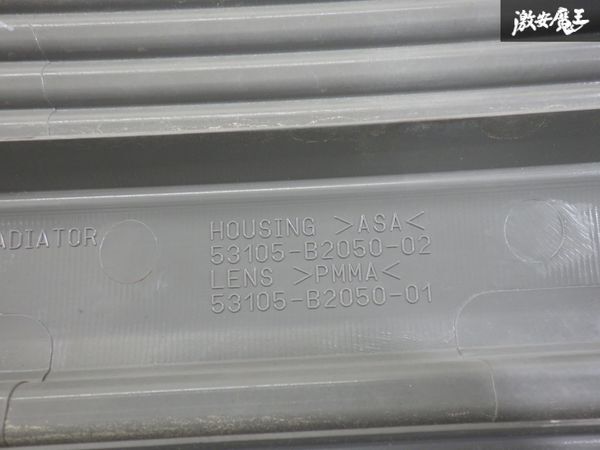 激安魔王
ADIATOR
HOUSING >ASA<
53105-B2050-02
LENS >PMMA<
53105-B2050-01